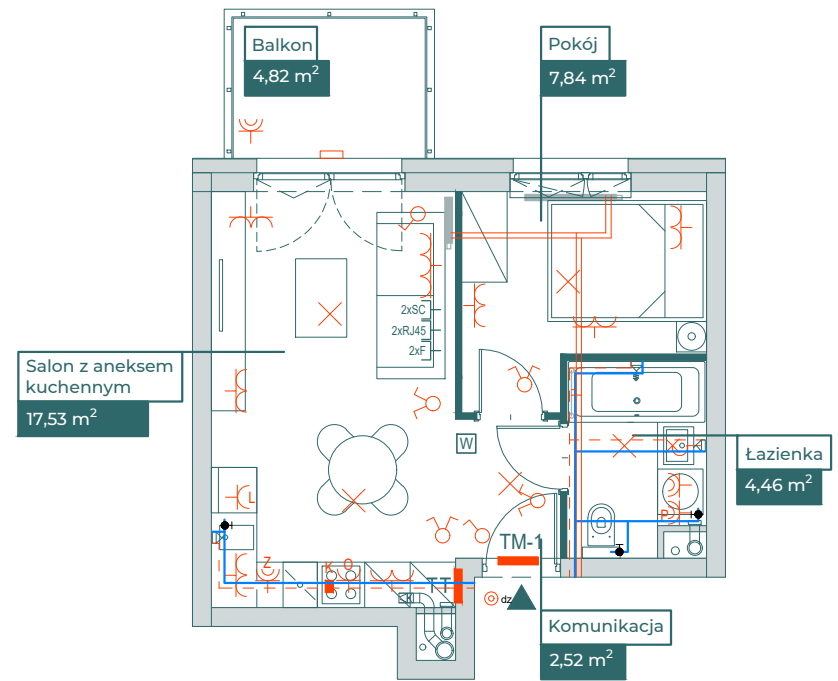 Balkon
4,82 m²
Pokój
7,84 m²
2xSC
2xRJ45
2xF
Salon z aneksem
kuchennym
17,53 m²
W
Łazienka
4,46 m²
L
P
TM-1
Z
K
O
TT
dz
Komunikacja
2,52 m²